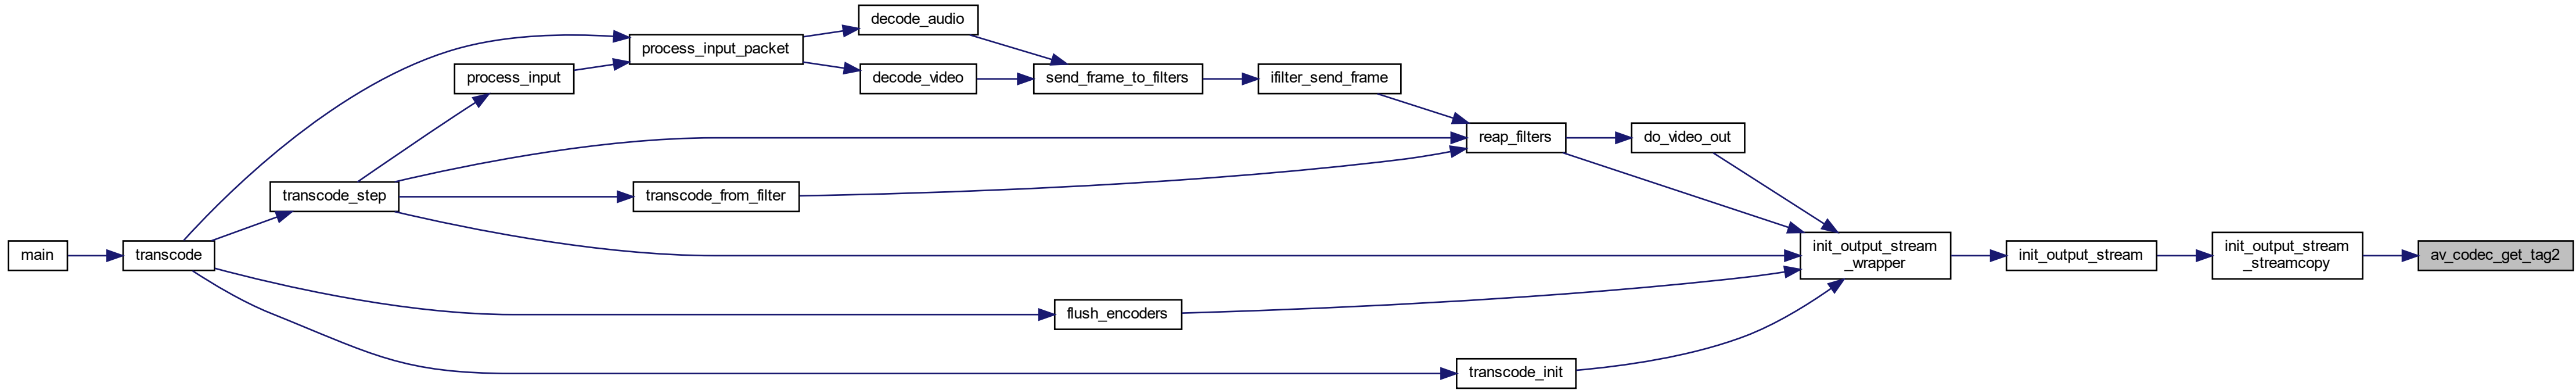 decode_audio
process_input_packet
process_input
decode_video
send_frame_to_filters
ifilter_send_frame
reap_filters
do_video_out
transcode_step
transcode_from_filter
main
transcode
init_output_stream
_wrapper
init_output_stream
init_output_stream
_streamcopy
av_codec_get_tag2
flush_encoders
transcode_init